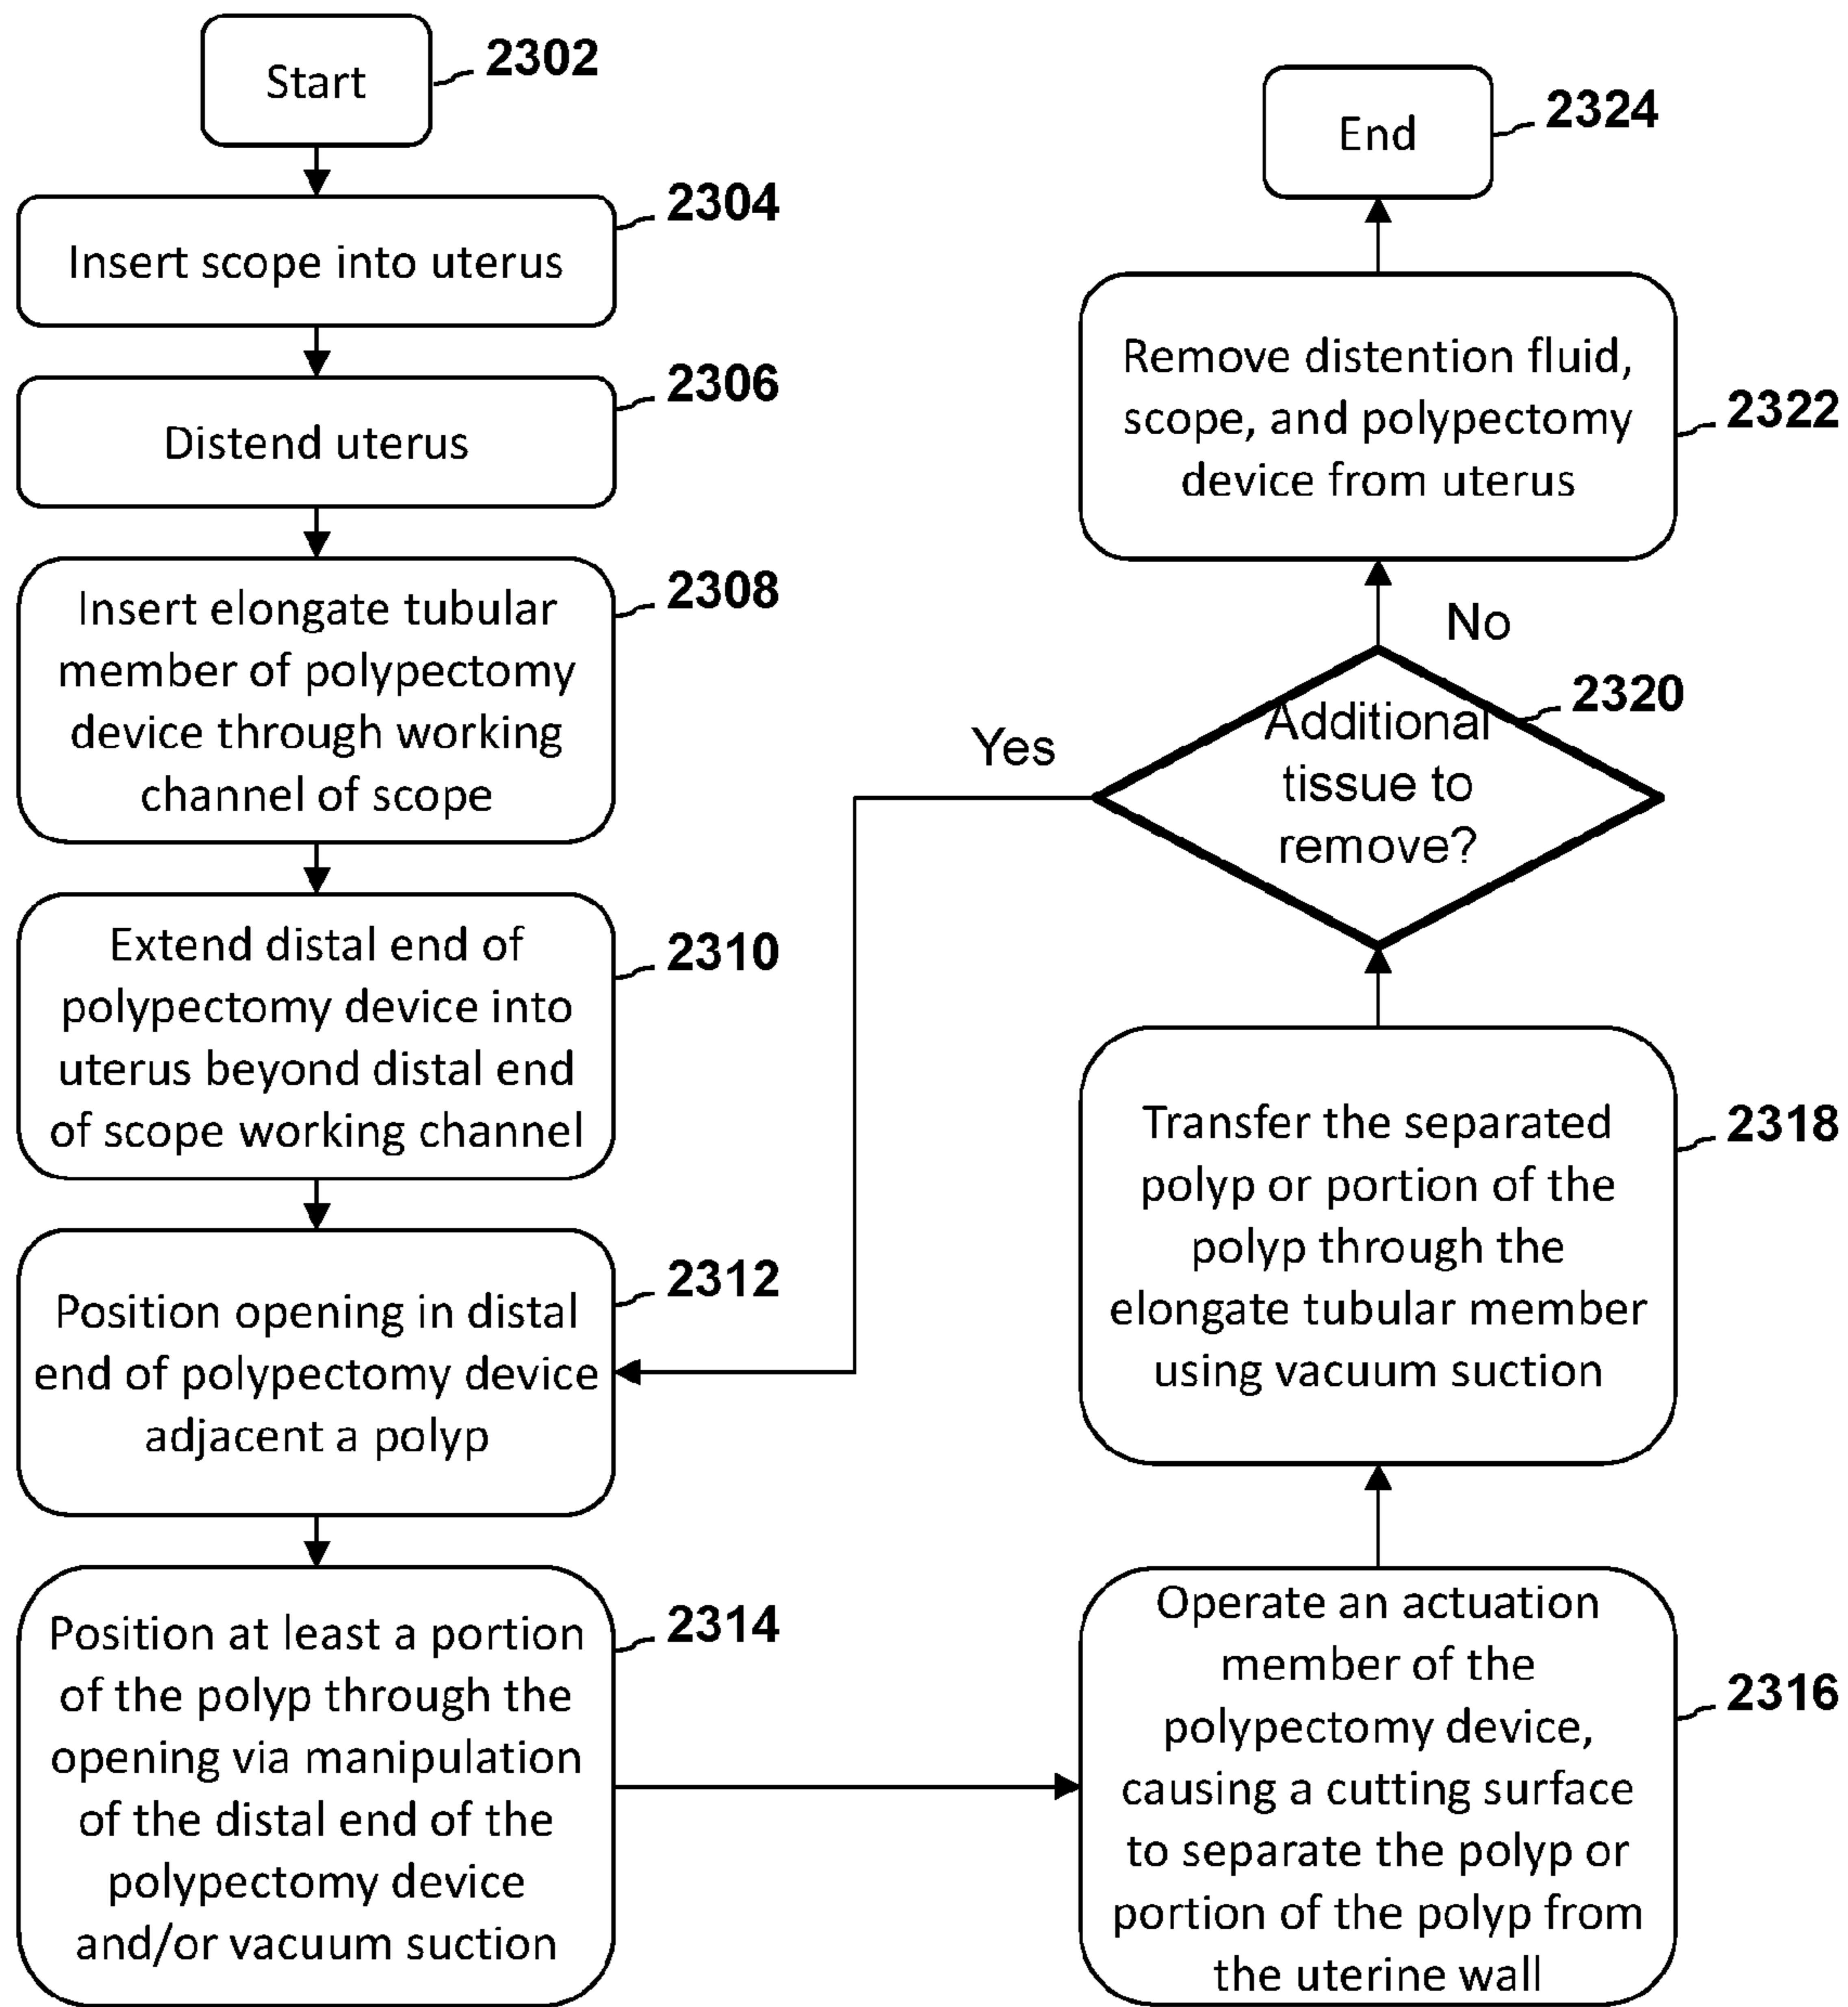 Start
2302
Insert scope into uterus
2304
Distend uterus
2306
Insert elongate tubular
member of polypectomy
device through working
channel of scope
2308
Extend distal end of
polypectomy device into
uterus beyond distal end
of scope working channel
2310
Position opening in distal
end of polypectomy device
adjacent a polyp
2312
Position at least a portion
of the polyp through the
opening via manipulation
of the distal end of the
polypectomy device
and/or vacuum suction
2314
Operate an actuation
member of the
polypectomy device,
causing a cutting surface
to separate the polyp or
portion of the polyp from
the uterine wall
2316
Transfer the separated
polyp or portion of the
polyp through the
elongate tubular member
using vacuum suction
2318
Additional
tissue to
remove?
2320
Yes
No
Remove distention fluid,
scope, and polypectomy
device from uterus
2322
End
2324